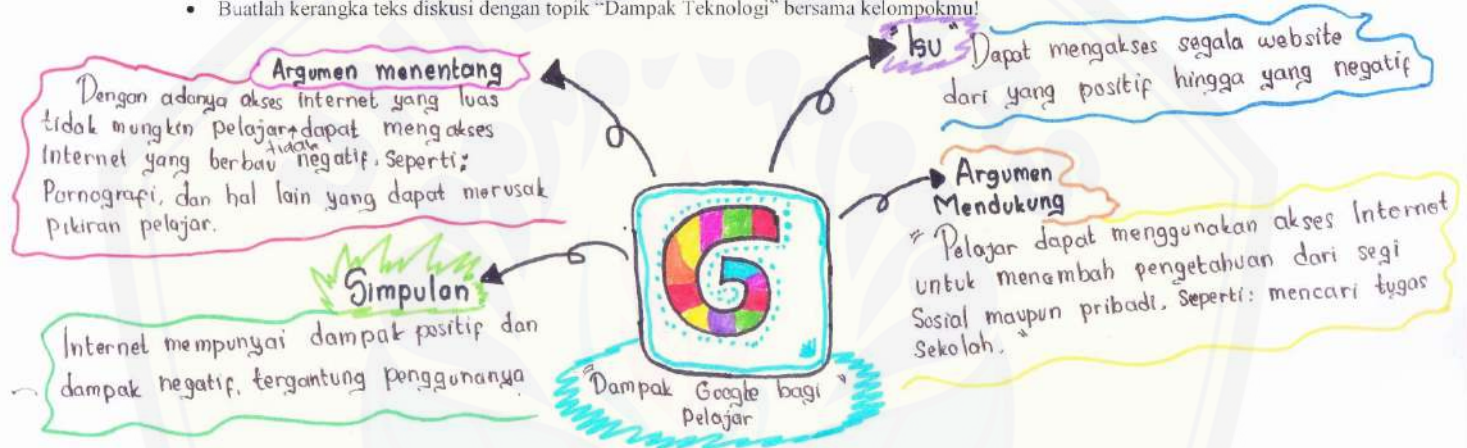 • Buatlah kerangka teks diskusi dengan topik "Dampak Teknologi" bersama kelompokmu!
Argumen menentang
Dengan adanya akses internet yang luas
tidak mungkin pelajar dapat mengakses
tidak
Internet yang berbau negatif. Seperti:
Pornografi, dan hal lain yang dapat merusak
pikiran pelajar.
"Isu"
Dapat mengakses segala website
dari yang positif hingga yang negatif
Argumen
Mendukung
"Pelajar dapat menggunakan akses Internet
untuk menambah pengetahuan dari segi
Sosial maupun pribadi. Seperti: mencari tugas
Sekolah."
Simpulan
Internet mempunyai dampak positif dan
dampak negatif, tergantung penggunanya
G
"Dampak Google bagi"
Pelajar